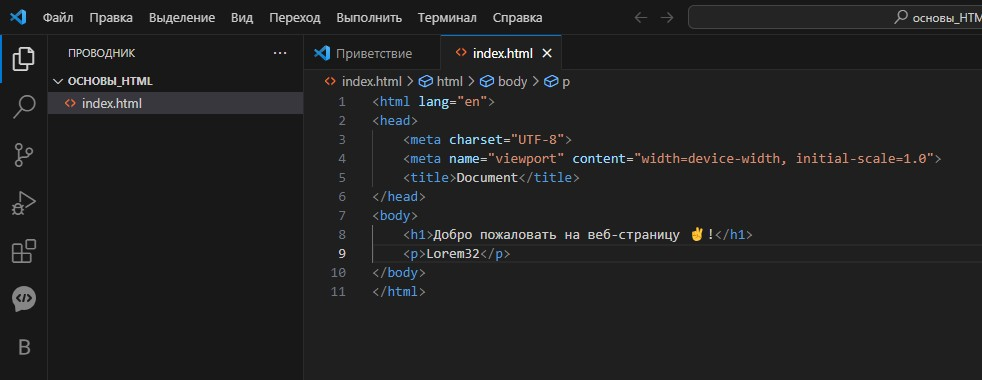 Файл Правка Выделение Вид Переход Выполнить Терминал Справка основы_HTM
ПРОВОДНИК ···
ОСНОВЫ_HTML
index.html
Приветствие index.html
index.html > html > body > p
1 <html lang="en">
2 <head>
3 <meta charset="UTF-8">
4 <meta name="viewport" content="width=device-width, initial-scale=1.0">
5 <title>Document</title>
6 </head>
7 <body>
8 <h1>Добро пожаловать на веб-страницу ✌!</h1>
9 <p>Lorem32</p>
10 </body>
11 </html>
B